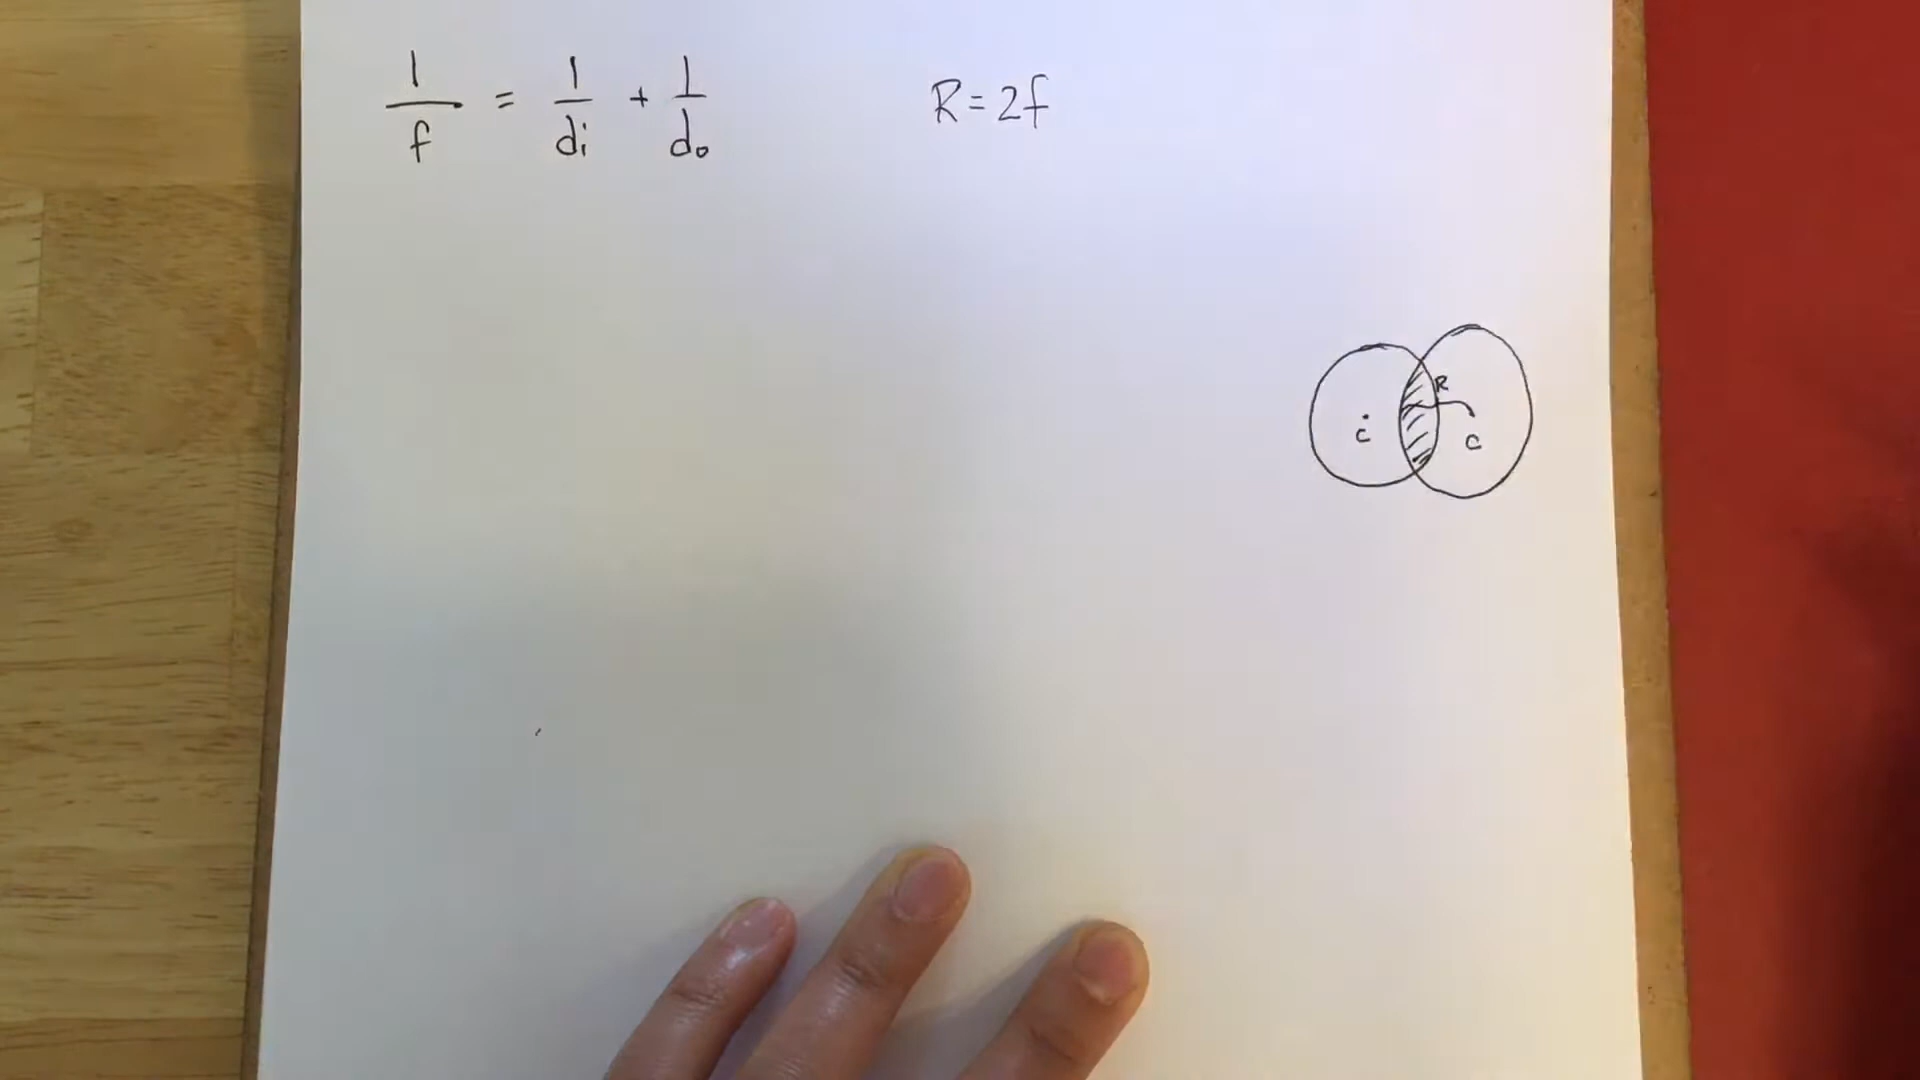 1/f = 1/di + 1/do
R=2f
R
C
C